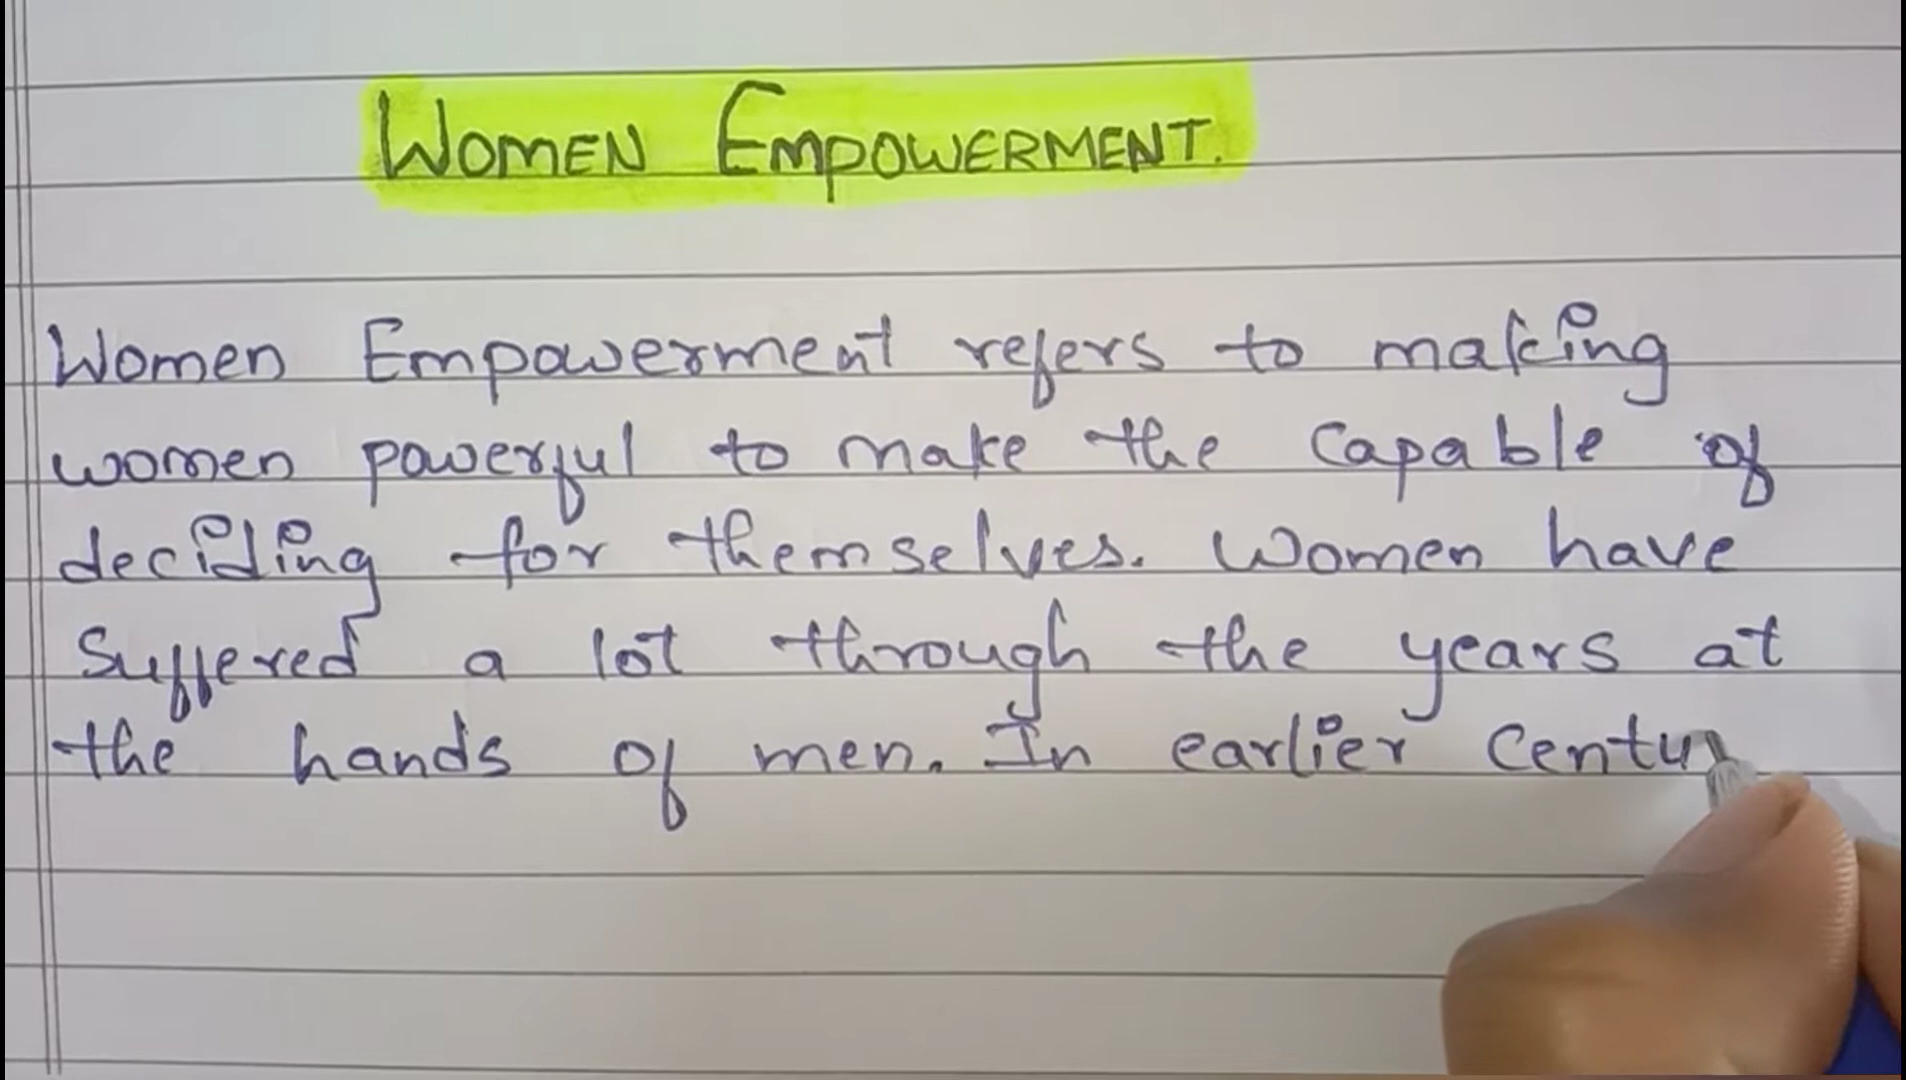 WOMEN EMPOWERMENT.
Women Empowerment refers to making
women powerful to make the capable of
deciding for themselves. Women have
Suffered a lot through the years at
the hands of men. In earlier Centu